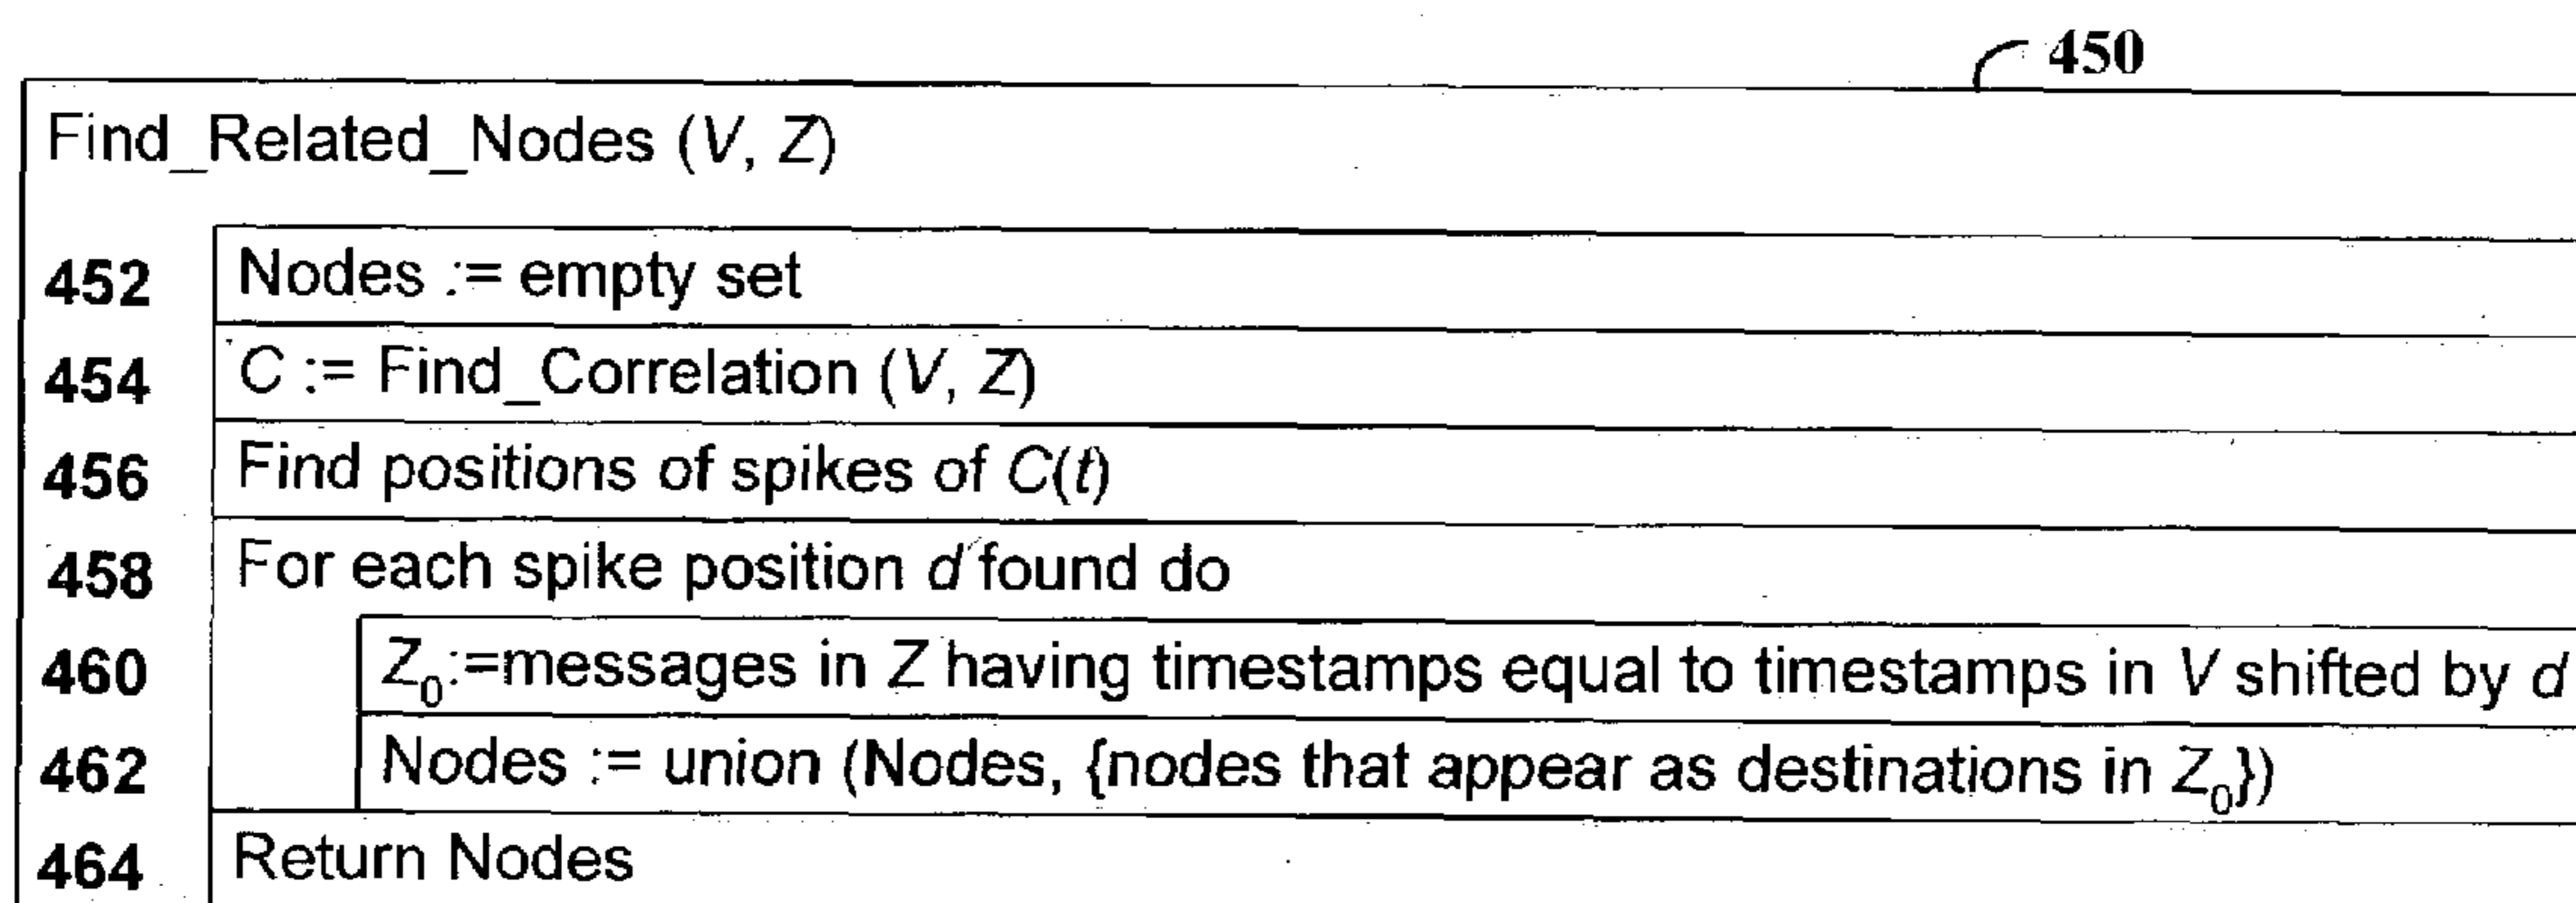 450
Find_Related_Nodes (V, Z)
452 Nodes := empty set
454 C := Find_Correlation (V, Z)
456 Find positions of spikes of C(t)
458 For each spike position d found do
460 Z₀:=messages in Z having timestamps equal to timestamps in V shifted by d
462 Nodes := union (Nodes, {nodes that appear as destinations in Z₀})
464 Return Nodes